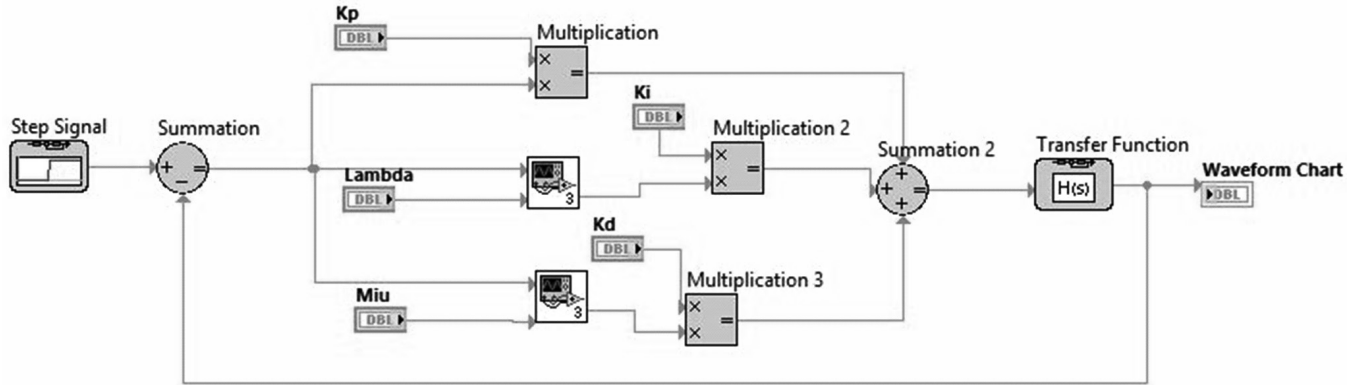 Kp
DBL
Multiplication
×
×
=
Ki
DBL
Step Signal
Summation
Multiplication 2
×
×
=
Summation 2
Transfer Function
Waveform Chart
+
−
=
Lambda
DBL
3
+
+
+
=
H(s)
DBL
Kd
DBL
Multiplication 3
×
×
=
Miu
DBL
3